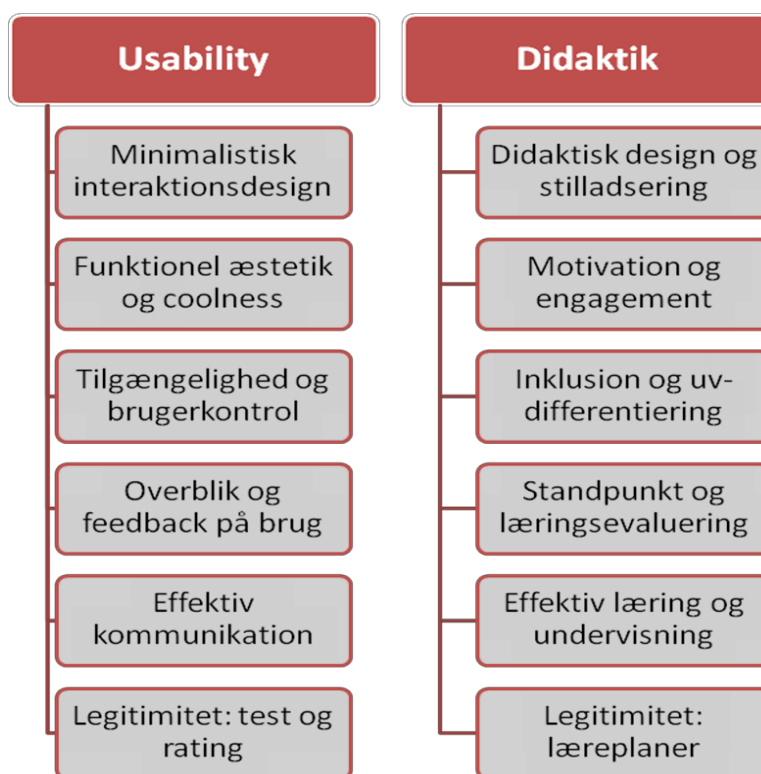 Usability
Minimalistisk
interaktionsdesign
Funktionel æstetik
og coolness
Tilgængelighed og
brugerkontrol
Overblik og
feedback på brug
Effektiv
kommunikation
Legitimitet: test og
rating
Didaktik
Didaktisk design og
stilladsering
Motivation og
engagement
Inklusion og uv-
differentiering
Standpunkt og
læringsevaluering
Effektiv læring og
undervisning
Legitimitet:
læreplaner